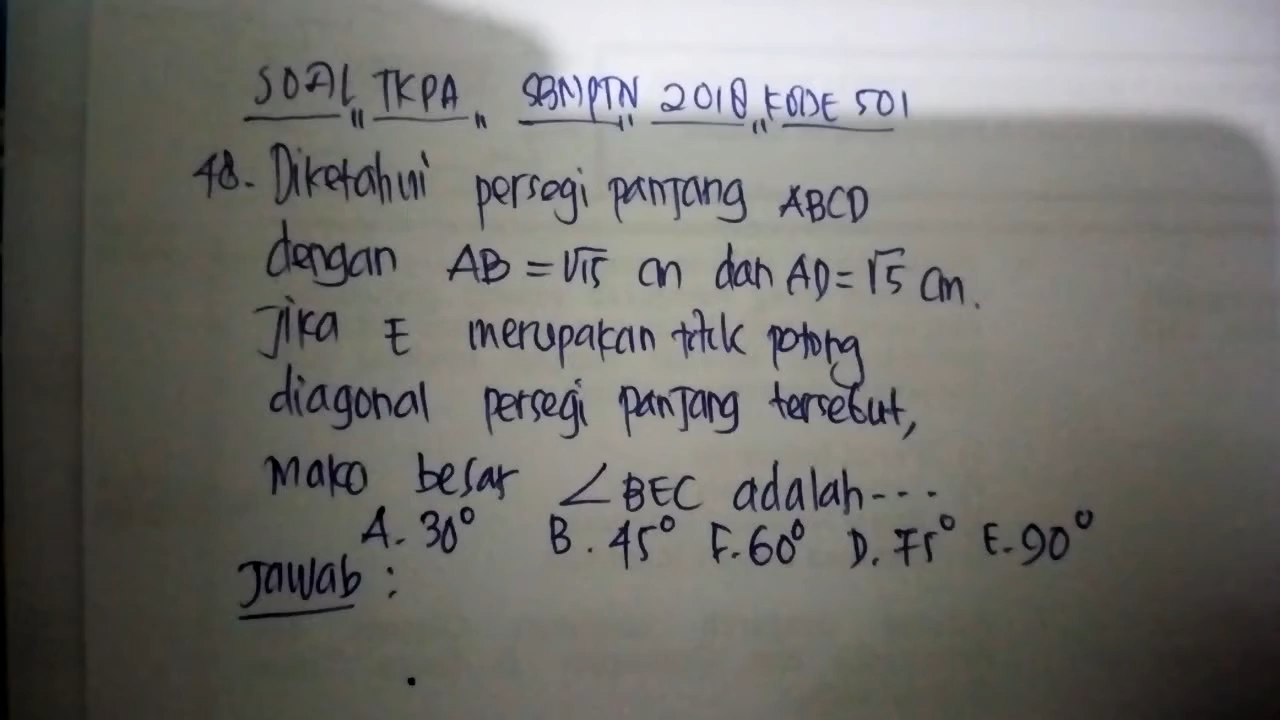 SOAL TKPA SBMPTN 2018 KODE 501
48. Diketahui persegi panjang ABCD
dengan AB = √15 cm dan AD = √5 cm.
Jika E merupakan titik potong
diagonal persegi panjang tersebut,
maka besar ∠BEC adalah ---
A. 30° B. 45° F. 60° D. 75° E. 90°
Jawab :